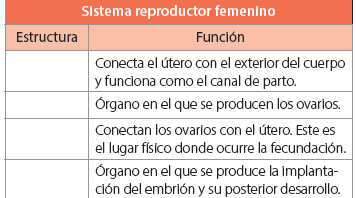 Sistema reproductor femenino
Estructura Función
Conecta el útero con el exterior del cuerpo
y funciona como el canal de parto.
Órgano en el que se producen los ovarios.
Conectan los ovarios con el útero. Este es
el lugar físico donde ocurre la fecundación.
Órgano en el que se produce la implanta-
ción del embrión y su posterior desarrollo.